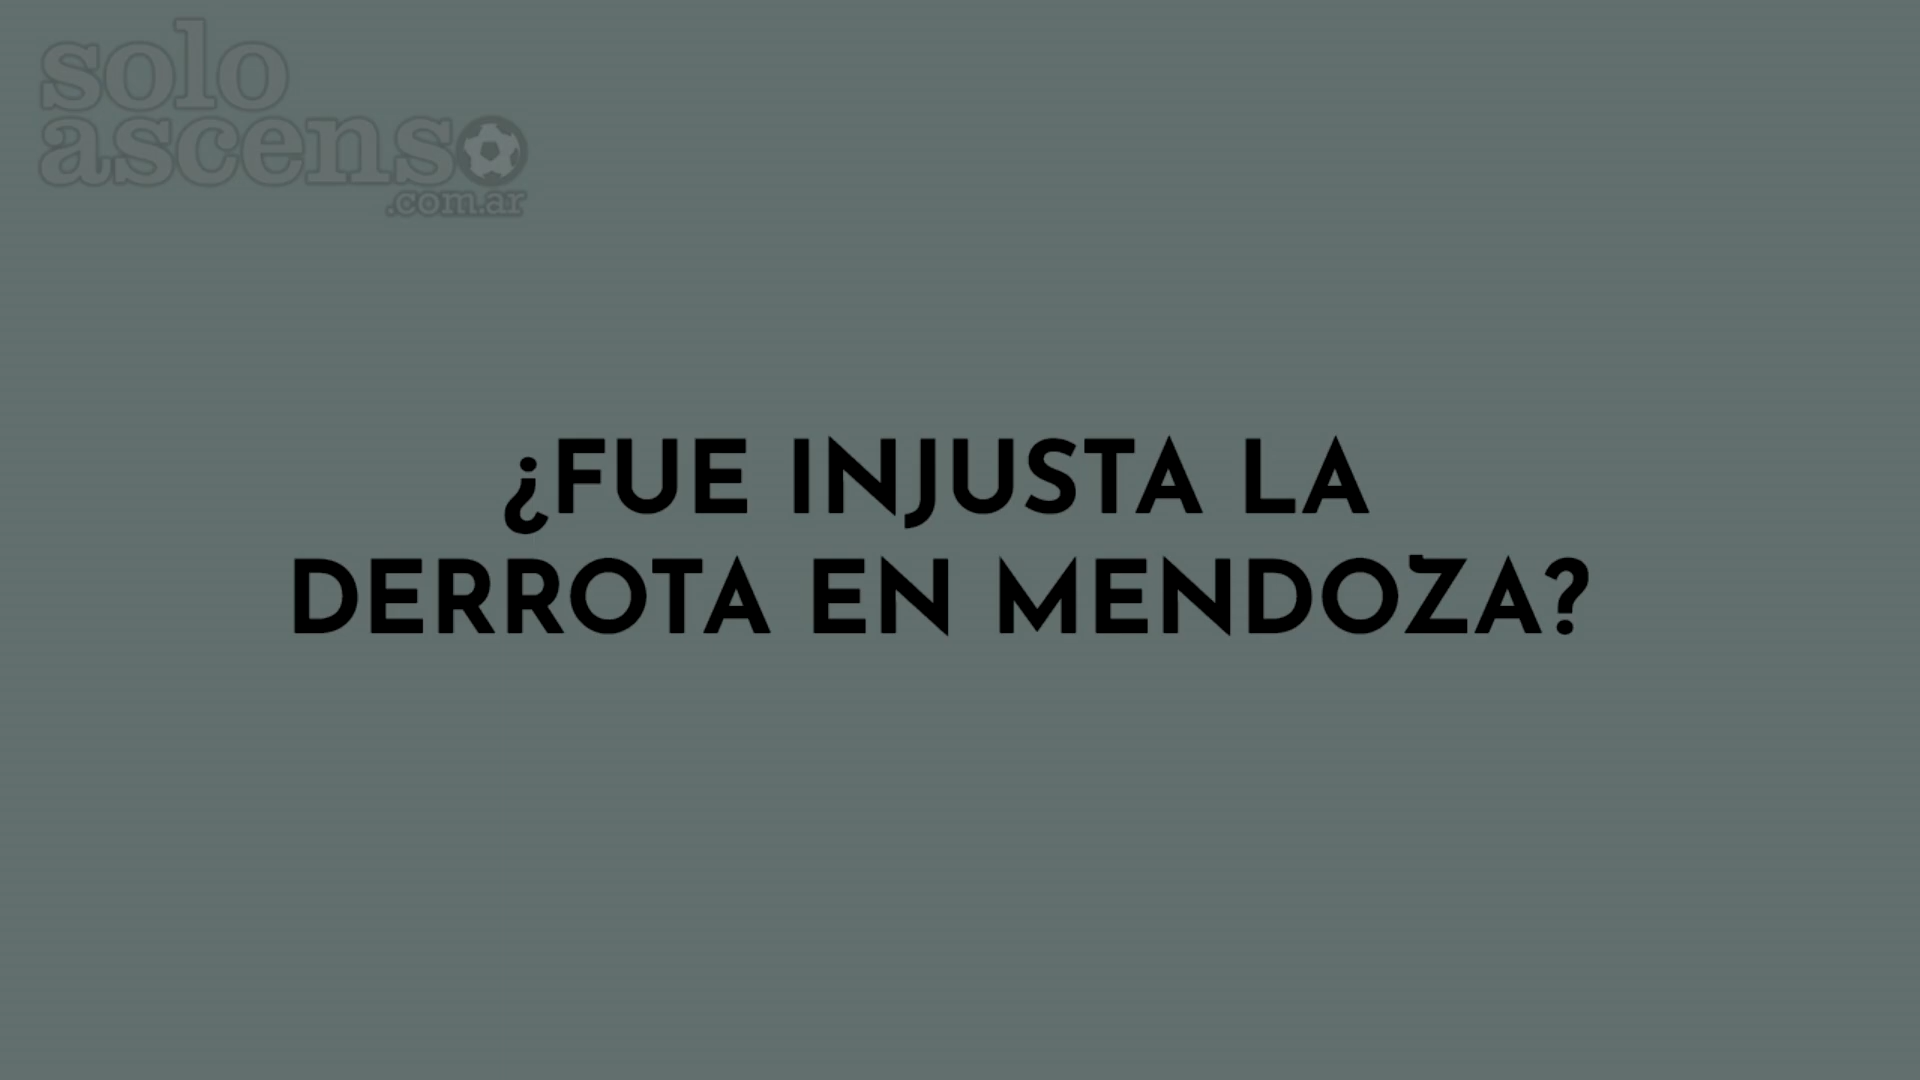 solo
ascenso
.com.ar
¿FUE INJUSTA LA
DERROTA EN MENDOZA?